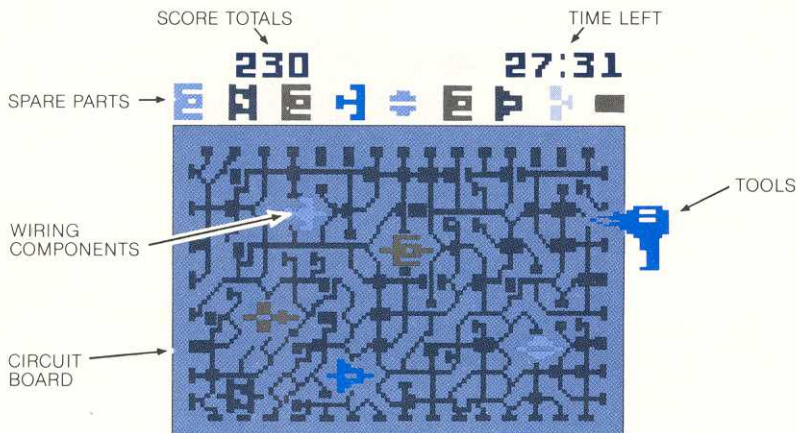 SCORE TOTALS
TIME LEFT
230
27:31
SPARE PARTS
TOOLS
WIRING
COMPONENTS
CIRCUIT
BOARD